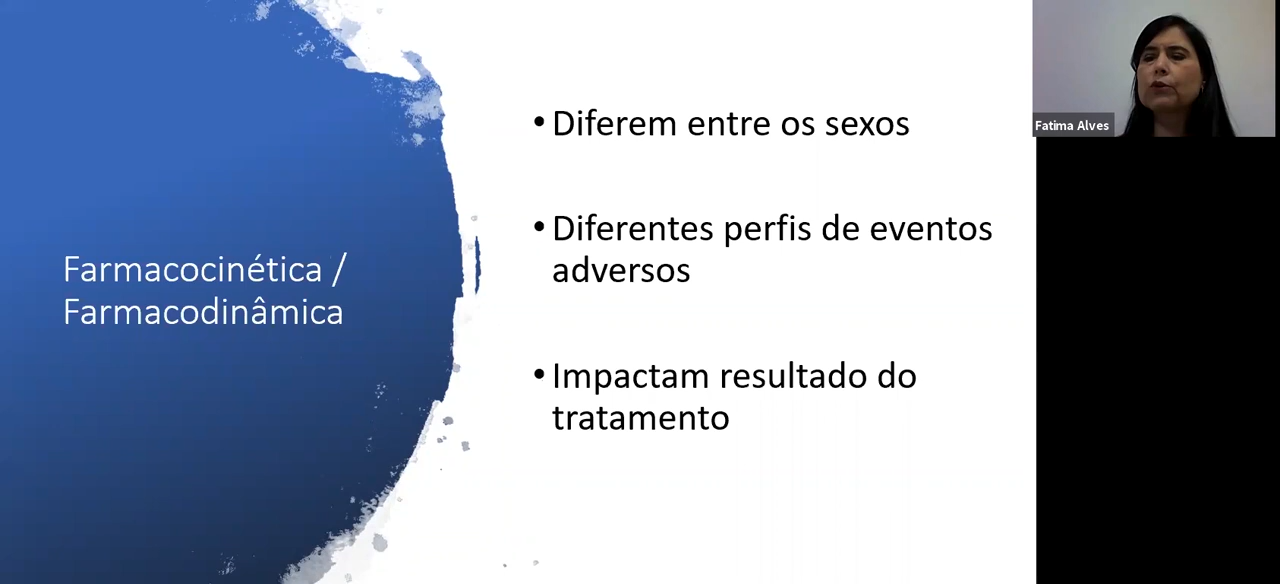 Farmacocinética /
Farmacodinâmica
• Diferem entre os sexos
• Diferentes perfis de eventos
adversos
• Impactam resultado do
tratamento
Fatima Alves